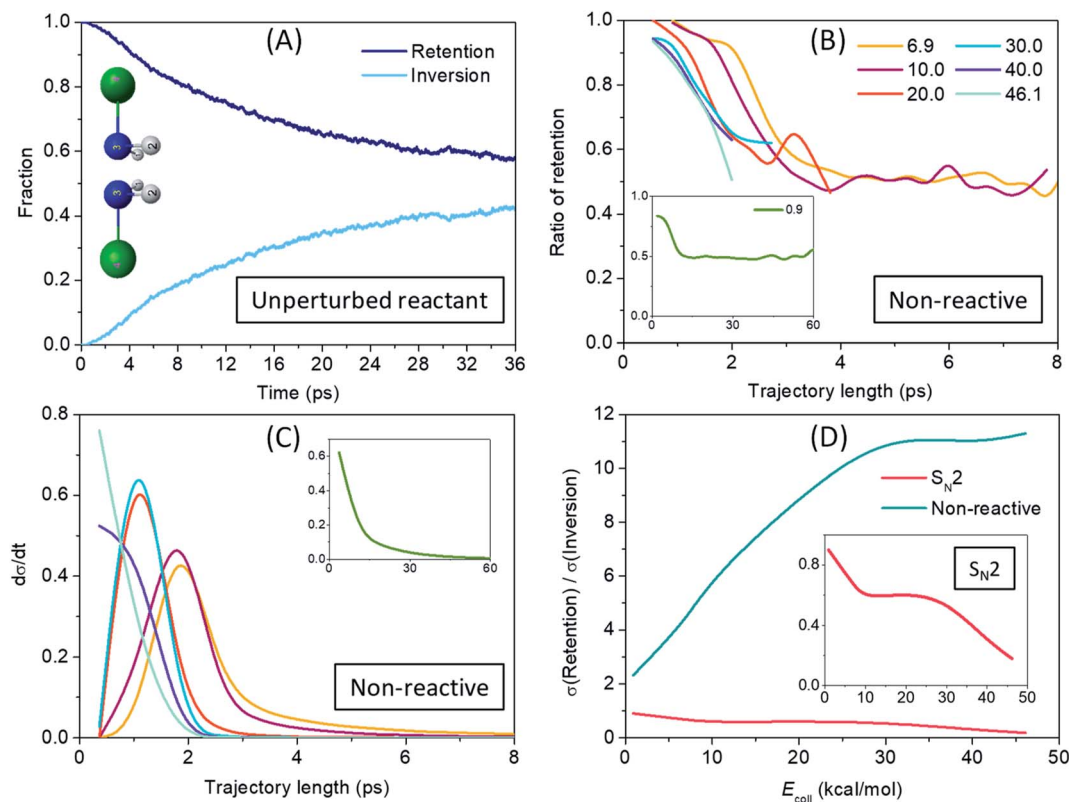 (A)
Retention
Inversion
1.0
0.8
0.6
0.4
0.2
0.0
Fraction
3
2
3
2
Unperturbed reactant
0 4 8 12 16 20 24 28 32 36
Time (ps)
(B)
6.9 30.0
10.0 40.0
20.0 46.1
1.0
0.8
0.6
0.4
0.2
0.0
Ratio of retention
1.0
0.5
0.0
0.9
0 30 60
Non-reactive
0 2 4 6 8
Trajectory length (ps)
(C)
0.8
0.6
0.4
0.2
0.0
dσ/dt
0.6
0.4
0.2
0.0
0 30 60
Non-reactive
0 2 4 6 8
Trajectory length (ps)
(D)
12
10
8
6
4
2
0
σ(Retention) / σ(Inversion)
SN2
Non-reactive
SN2
0.8
0.4
0.0
0 10 20 30 40 50
0 10 20 30 40 50
Ecoll (kcal/mol)